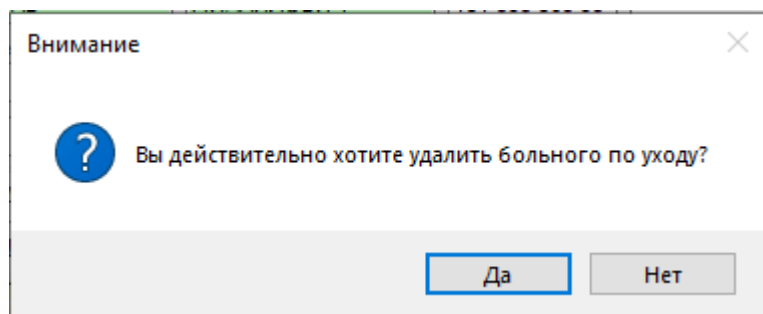 Внимание
Вы действительно хотите удалить больного по уходу?
Да
Нет